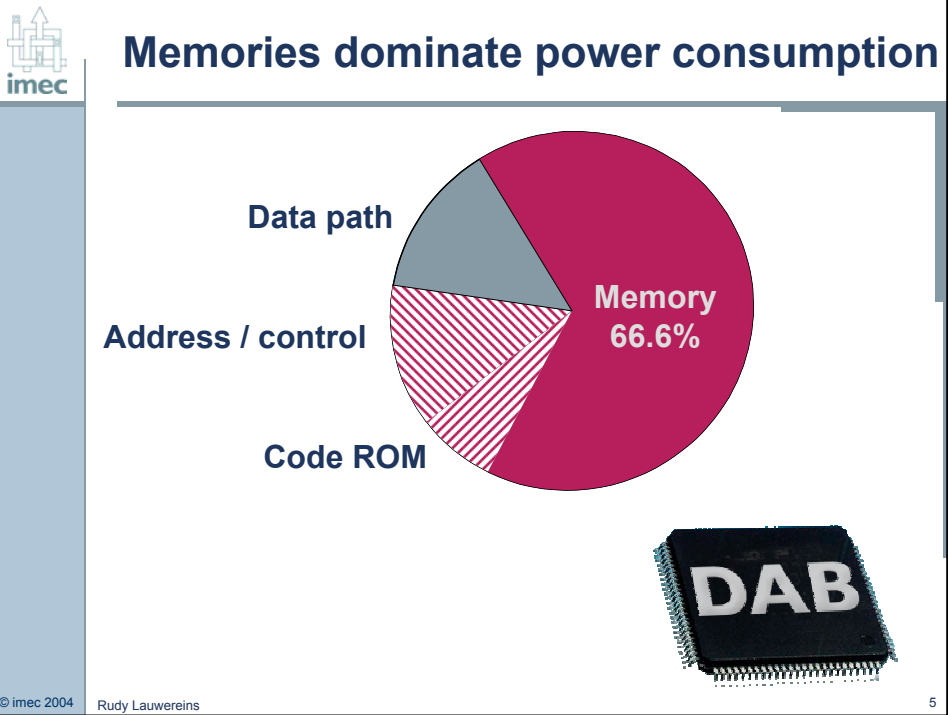 imec
Memories dominate power consumption
Data path
Memory
66.6%
Address / control
Code ROM
DAB
© imec 2004
Rudy Lauwereins
5